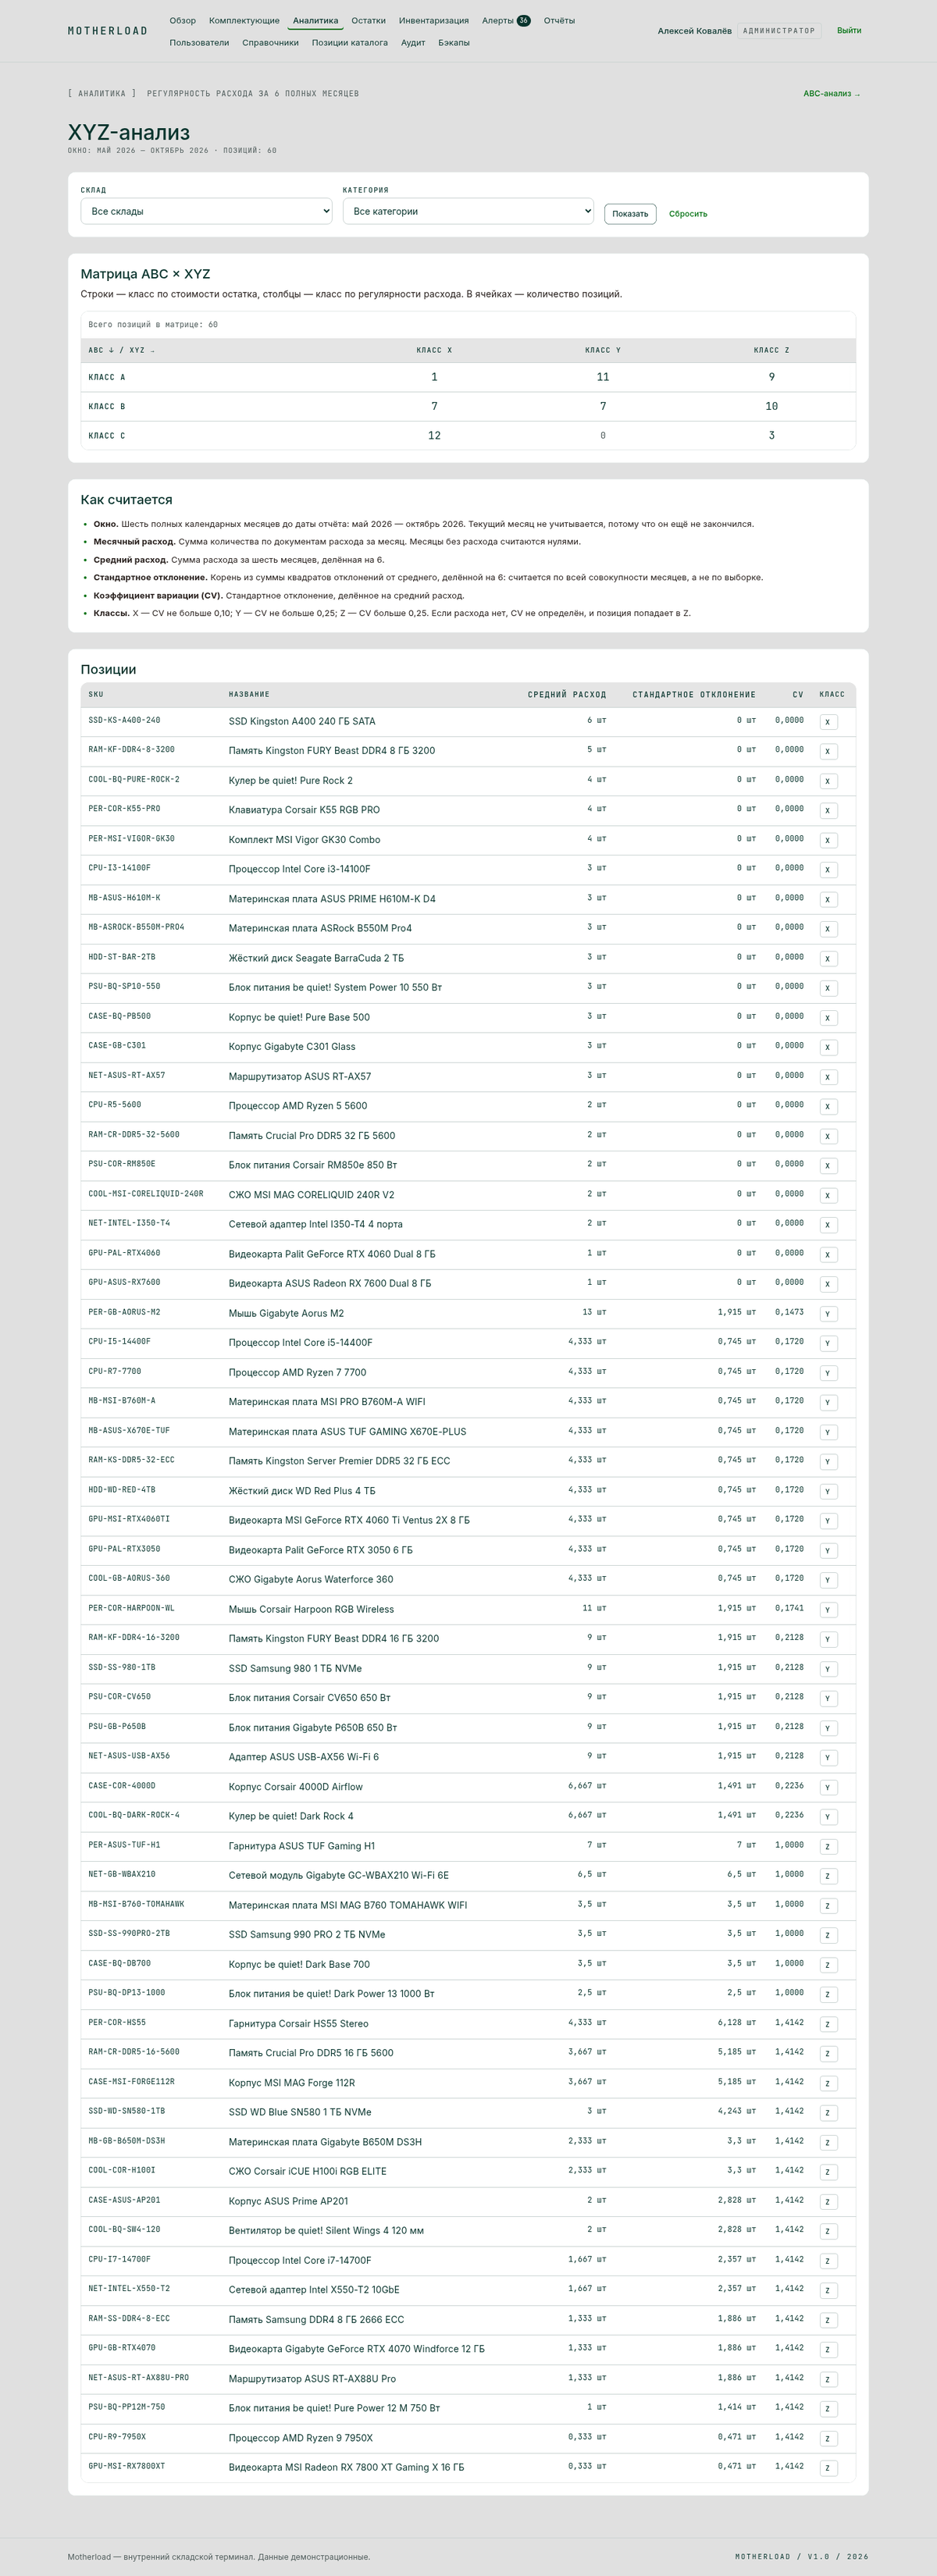 MOTHERLOAD
Обзор Комплектующие Аналитика Остатки Инвентаризация Алерты 36 Отчёты
Пользователи Справочники Позиции каталога Аудит Бэкапы
Алексей Ковалёв АДМИНИСТРАТОР Выйти
[ АНАЛИТИКА ] РЕГУЛЯРНОСТЬ РАСХОДА ЗА 6 ПОЛНЫХ МЕСЯЦЕВ
ABC-анализ →
XYZ-анализ
ОКНО: МАЙ 2026 — ОКТЯБРЬ 2026 · ПОЗИЦИЙ: 60
СКЛАД КАТЕГОРИЯ
Все склады Все категории Показать Сбросить
Матрица ABC × XYZ
Строки — класс по стоимости остатка, столбцы — класс по регулярности расхода. В ячейках — количество позиций.
Всего позиций в матрице: 60
ABC ↓ / XYZ → КЛАСС X КЛАСС Y КЛАСС Z
КЛАСС A 1 11 9
КЛАСС B 7 7 10
КЛАСС C 12 0 3
Как считается
• Окно. Шесть полных календарных месяцев до даты отчёта: май 2026 — октябрь 2026. Текущий месяц не учитывается, потому что он ещё не закончился.
• Месячный расход. Сумма количества по документам расхода за месяц. Месяцы без расхода считаются нулями.
• Средний расход. Сумма расхода за шесть месяцев, делённая на 6.
• Стандартное отклонение. Корень из суммы квадратов отклонений от среднего, делённой на 6: считается по всей совокупности месяцев, а не по выборке.
• Коэффициент вариации (CV). Стандартное отклонение, делённое на средний расход.
• Классы. X — CV не больше 0,10; Y — CV не больше 0,25; Z — CV больше 0,25. Если расхода нет, CV не определён, и позиция попадает в Z.
Позиции
SKU НАЗВАНИЕ СРЕДНИЙ РАСХОД СТАНДАРТНОЕ ОТКЛОНЕНИЕ CV КЛАСС
SSD-KS-A400-240 SSD Kingston A400 240 ГБ SATA 6 шт 0 шт 0,0000 X
RAM-KF-DDR4-8-3200 Память Kingston FURY Beast DDR4 8 ГБ 3200 5 шт 0 шт 0,0000 X
COOL-BQ-PURE-ROCK-2 Кулер be quiet! Pure Rock 2 4 шт 0 шт 0,0000 X
PER-COR-K55-PRO Клавиатура Corsair K55 RGB PRO 4 шт 0 шт 0,0000 X
PER-MSI-VIGOR-GK30 Комплект MSI Vigor GK30 Combo 4 шт 0 шт 0,0000 X
CPU-I3-14100F Процессор Intel Core i3-14100F 3 шт 0 шт 0,0000 X
MB-ASUS-H610M-K Материнская плата ASUS PRIME H610M-K D4 3 шт 0 шт 0,0000 X
MB-ASROCK-B550M-PRO4 Материнская плата ASRock B550M Pro4 3 шт 0 шт 0,0000 X
HDD-ST-BAR-2TB Жёсткий диск Seagate BarraCuda 2 ТБ 3 шт 0 шт 0,0000 X
PSU-BQ-SP10-550 Блок питания be quiet! System Power 10 550 Вт 3 шт 0 шт 0,0000 X
CASE-BQ-PB500 Корпус be quiet! Pure Base 500 3 шт 0 шт 0,0000 X
CASE-GB-C301 Корпус Gigabyte C301 Glass 3 шт 0 шт 0,0000 X
NET-ASUS-RT-AX57 Маршрутизатор ASUS RT-AX57 3 шт 0 шт 0,0000 X
CPU-R5-5600 Процессор AMD Ryzen 5 5600 2 шт 0 шт 0,0000 X
RAM-CR-DDR5-32-5600 Память Crucial Pro DDR5 32 ГБ 5600 2 шт 0 шт 0,0000 X
PSU-COR-RM850E Блок питания Corsair RM850e 850 Вт 2 шт 0 шт 0,0000 X
COOL-MSI-CORELIQUID-240R СЖО MSI MAG CORELIQUID 240R V2 2 шт 0 шт 0,0000 X
NET-INTEL-I350-T4 Сетевой адаптер Intel I350-T4 4 порта 2 шт 0 шт 0,0000 X
GPU-PAL-RTX4060 Видеокарта Palit GeForce RTX 4060 Dual 8 ГБ 1 шт 0 шт 0,0000 X
GPU-ASUS-RX7600 Видеокарта ASUS Radeon RX 7600 Dual 8 ГБ 1 шт 0 шт 0,0000 X
PER-GB-AORUS-M2 Мышь Gigabyte Aorus M2 13 шт 1,915 шт 0,1473 Y
CPU-I5-14400F Процессор Intel Core i5-14400F 4,333 шт 0,745 шт 0,1720 Y
CPU-R7-7700 Процессор AMD Ryzen 7 7700 4,333 шт 0,745 шт 0,1720 Y
MB-MSI-B760M-A Материнская плата MSI PRO B760M-A WIFI 4,333 шт 0,745 шт 0,1720 Y
MB-ASUS-X670E-TUF Материнская плата ASUS TUF GAMING X670E-PLUS 4,333 шт 0,745 шт 0,1720 Y
RAM-KS-DDR5-32-ECC Память Kingston Server Premier DDR5 32 ГБ ECC 4,333 шт 0,745 шт 0,1720 Y
HDD-WD-RED-4TB Жёсткий диск WD Red Plus 4 ТБ 4,333 шт 0,745 шт 0,1720 Y
GPU-MSI-RTX4060TI Видеокарта MSI GeForce RTX 4060 Ti Ventus 2X 8 ГБ 4,333 шт 0,745 шт 0,1720 Y
GPU-PAL-RTX3050 Видеокарта Palit GeForce RTX 3050 6 ГБ 4,333 шт 0,745 шт 0,1720 Y
COOL-GB-AORUS-360 СЖО Gigabyte Aorus Waterforce 360 4,333 шт 0,745 шт 0,1720 Y
PER-COR-HARPOON-WL Мышь Corsair Harpoon RGB Wireless 11 шт 1,915 шт 0,1741 Y
RAM-KF-DDR4-16-3200 Память Kingston FURY Beast DDR4 16 ГБ 3200 9 шт 1,915 шт 0,2128 Y
SSD-SS-980-1TB SSD Samsung 980 1 ТБ NVMe 9 шт 1,915 шт 0,2128 Y
PSU-COR-CV650 Блок питания Corsair CV650 650 Вт 9 шт 1,915 шт 0,2128 Y
PSU-GB-P650B Блок питания Gigabyte P650B 650 Вт 9 шт 1,915 шт 0,2128 Y
NET-ASUS-USB-AX56 Адаптер ASUS USB-AX56 Wi-Fi 6 9 шт 1,915 шт 0,2128 Y
CASE-COR-4000D Корпус Corsair 4000D Airflow 6,667 шт 1,491 шт 0,2236 Y
COOL-BQ-DARK-ROCK-4 Кулер be quiet! Dark Rock 4 6,667 шт 1,491 шт 0,2236 Y
PER-ASUS-TUF-H1 Гарнитура ASUS TUF Gaming H1 7 шт 7 шт 1,0000 Z
NET-GB-WBAX210 Сетевой модуль Gigabyte GC-WBAX210 Wi-Fi 6E 6,5 шт 6,5 шт 1,0000 Z
MB-MSI-B760-TOMAHAWK Материнская плата MSI MAG B760 TOMAHAWK WIFI 3,5 шт 3,5 шт 1,0000 Z
SSD-SS-990PRO-2TB SSD Samsung 990 PRO 2 ТБ NVMe 3,5 шт 3,5 шт 1,0000 Z
CASE-BQ-DB700 Корпус be quiet! Dark Base 700 3,5 шт 3,5 шт 1,0000 Z
PSU-BQ-DP13-1000 Блок питания be quiet! Dark Power 13 1000 Вт 2,5 шт 2,5 шт 1,0000 Z
PER-COR-HS55 Гарнитура Corsair HS55 Stereo 4,333 шт 6,128 шт 1,4142 Z
RAM-CR-DDR5-16-5600 Память Crucial Pro DDR5 16 ГБ 5600 3,667 шт 5,185 шт 1,4142 Z
CASE-MSI-FORGE112R Корпус MSI MAG Forge 112R 3,667 шт 5,185 шт 1,4142 Z
SSD-WD-SN580-1TB SSD WD Blue SN580 1 ТБ NVMe 3 шт 4,243 шт 1,4142 Z
MB-GB-B650M-DS3H Материнская плата Gigabyte B650M DS3H 2,333 шт 3,3 шт 1,4142 Z
COOL-COR-H100I СЖО Corsair iCUE H100i RGB ELITE 2,333 шт 3,3 шт 1,4142 Z
CASE-ASUS-AP201 Корпус ASUS Prime AP201 2 шт 2,828 шт 1,4142 Z
COOL-BQ-SW4-120 Вентилятор be quiet! Silent Wings 4 120 мм 2 шт 2,828 шт 1,4142 Z
CPU-I7-14700F Процессор Intel Core i7-14700F 1,667 шт 2,357 шт 1,4142 Z
NET-INTEL-X550-T2 Сетевой адаптер Intel X550-T2 10GbE 1,667 шт 2,357 шт 1,4142 Z
RAM-SS-DDR4-8-ECC Память Samsung DDR4 8 ГБ 2666 ECC 1,333 шт 1,886 шт 1,4142 Z
GPU-GB-RTX4070 Видеокарта Gigabyte GeForce RTX 4070 Windforce 12 ГБ 1,333 шт 1,886 шт 1,4142 Z
NET-ASUS-RT-AX88U-PRO Маршрутизатор ASUS RT-AX88U Pro 1,333 шт 1,886 шт 1,4142 Z
PSU-BQ-PP12M-750 Блок питания be quiet! Pure Power 12 M 750 Вт 1 шт 1,414 шт 1,4142 Z
CPU-R9-7950X Процессор AMD Ryzen 9 7950X 0,333 шт 0,471 шт 1,4142 Z
GPU-MSI-RX7800XT Видеокарта MSI Radeon RX 7800 XT Gaming X 16 ГБ 0,333 шт 0,471 шт 1,4142 Z
Motherload — внутренний складской терминал. Данные демонстрационные.
MOTHERLOAD / V1.0 / 2026